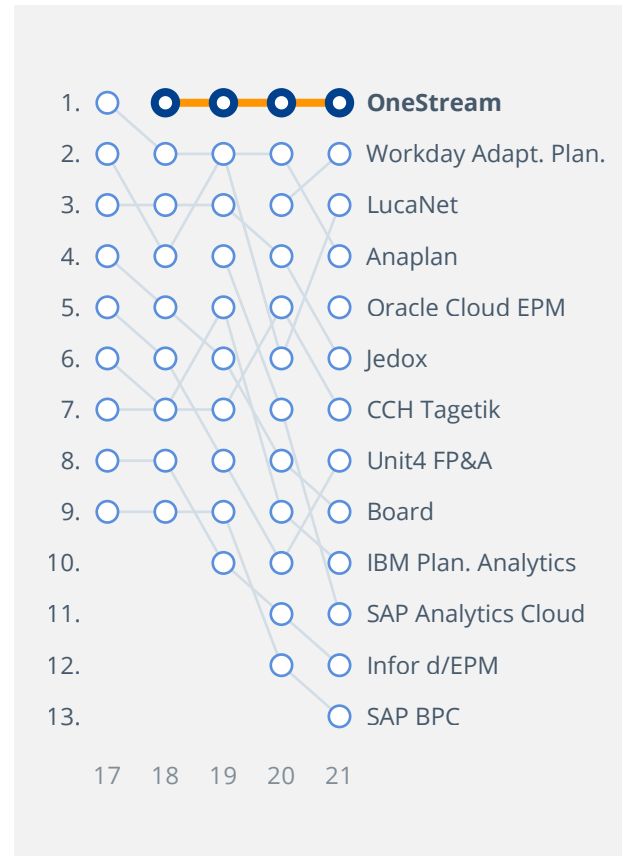 1. OneStream
2. Workday Adapt. Plan.
3. LucaNet
4. Anaplan
5. Oracle Cloud EPM
6. Jedox
7. CCH Tagetik
8. Unit4 FP&A
9. Board
10. IBM Plan. Analytics
11. SAP Analytics Cloud
12. Infor d/EPM
13. SAP BPC
17 18 19 20 21